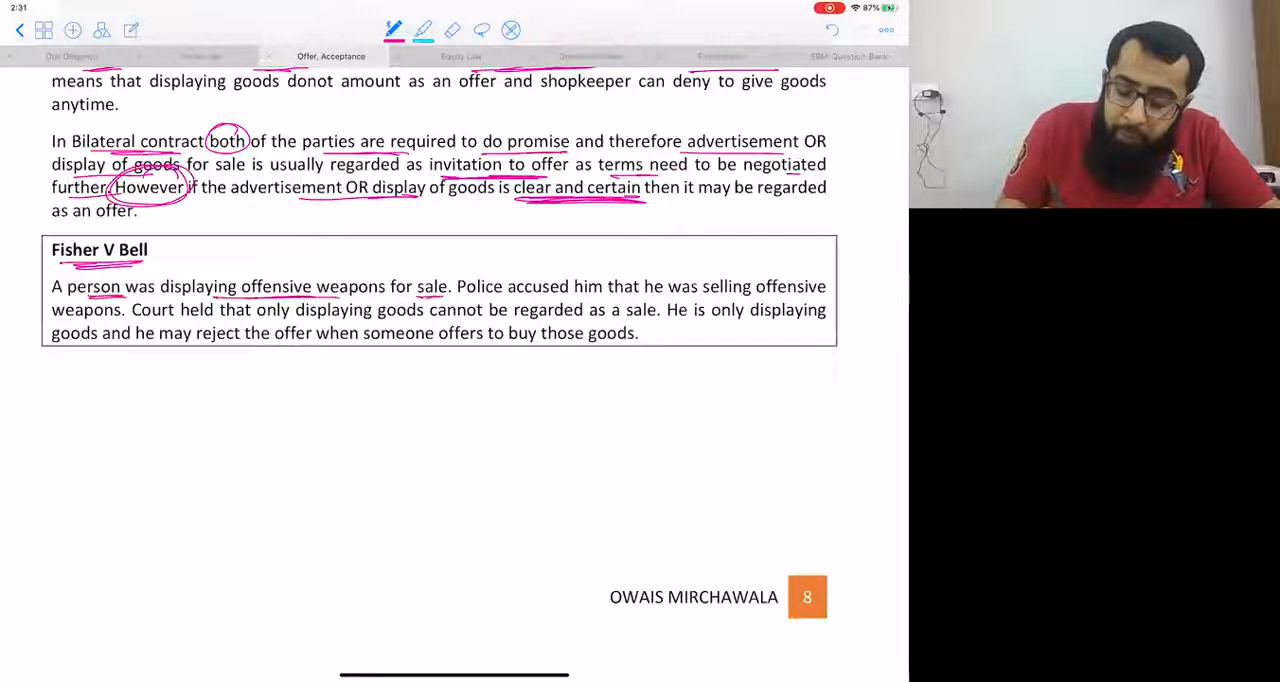 2:31
87%
Offer, Acceptance
Equity Law
SBM Question Bank
means that displaying goods donot amount as an offer and shopkeeper can deny to give goods
anytime.
In Bilateral contract both of the parties are required to do promise and therefore advertisement OR
display of goods for sale is usually regarded as invitation to offer as terms need to be negotiated
further. However if the advertisement OR display of goods is clear and certain then it may be regarded
as an offer.
Fisher V Bell
A person was displaying offensive weapons for sale. Police accused him that he was selling offensive
weapons. Court held that only displaying goods cannot be regarded as a sale. He is only displaying
goods and he may reject the offer when someone offers to buy those goods.
OWAIS MIRCHAWALA 8